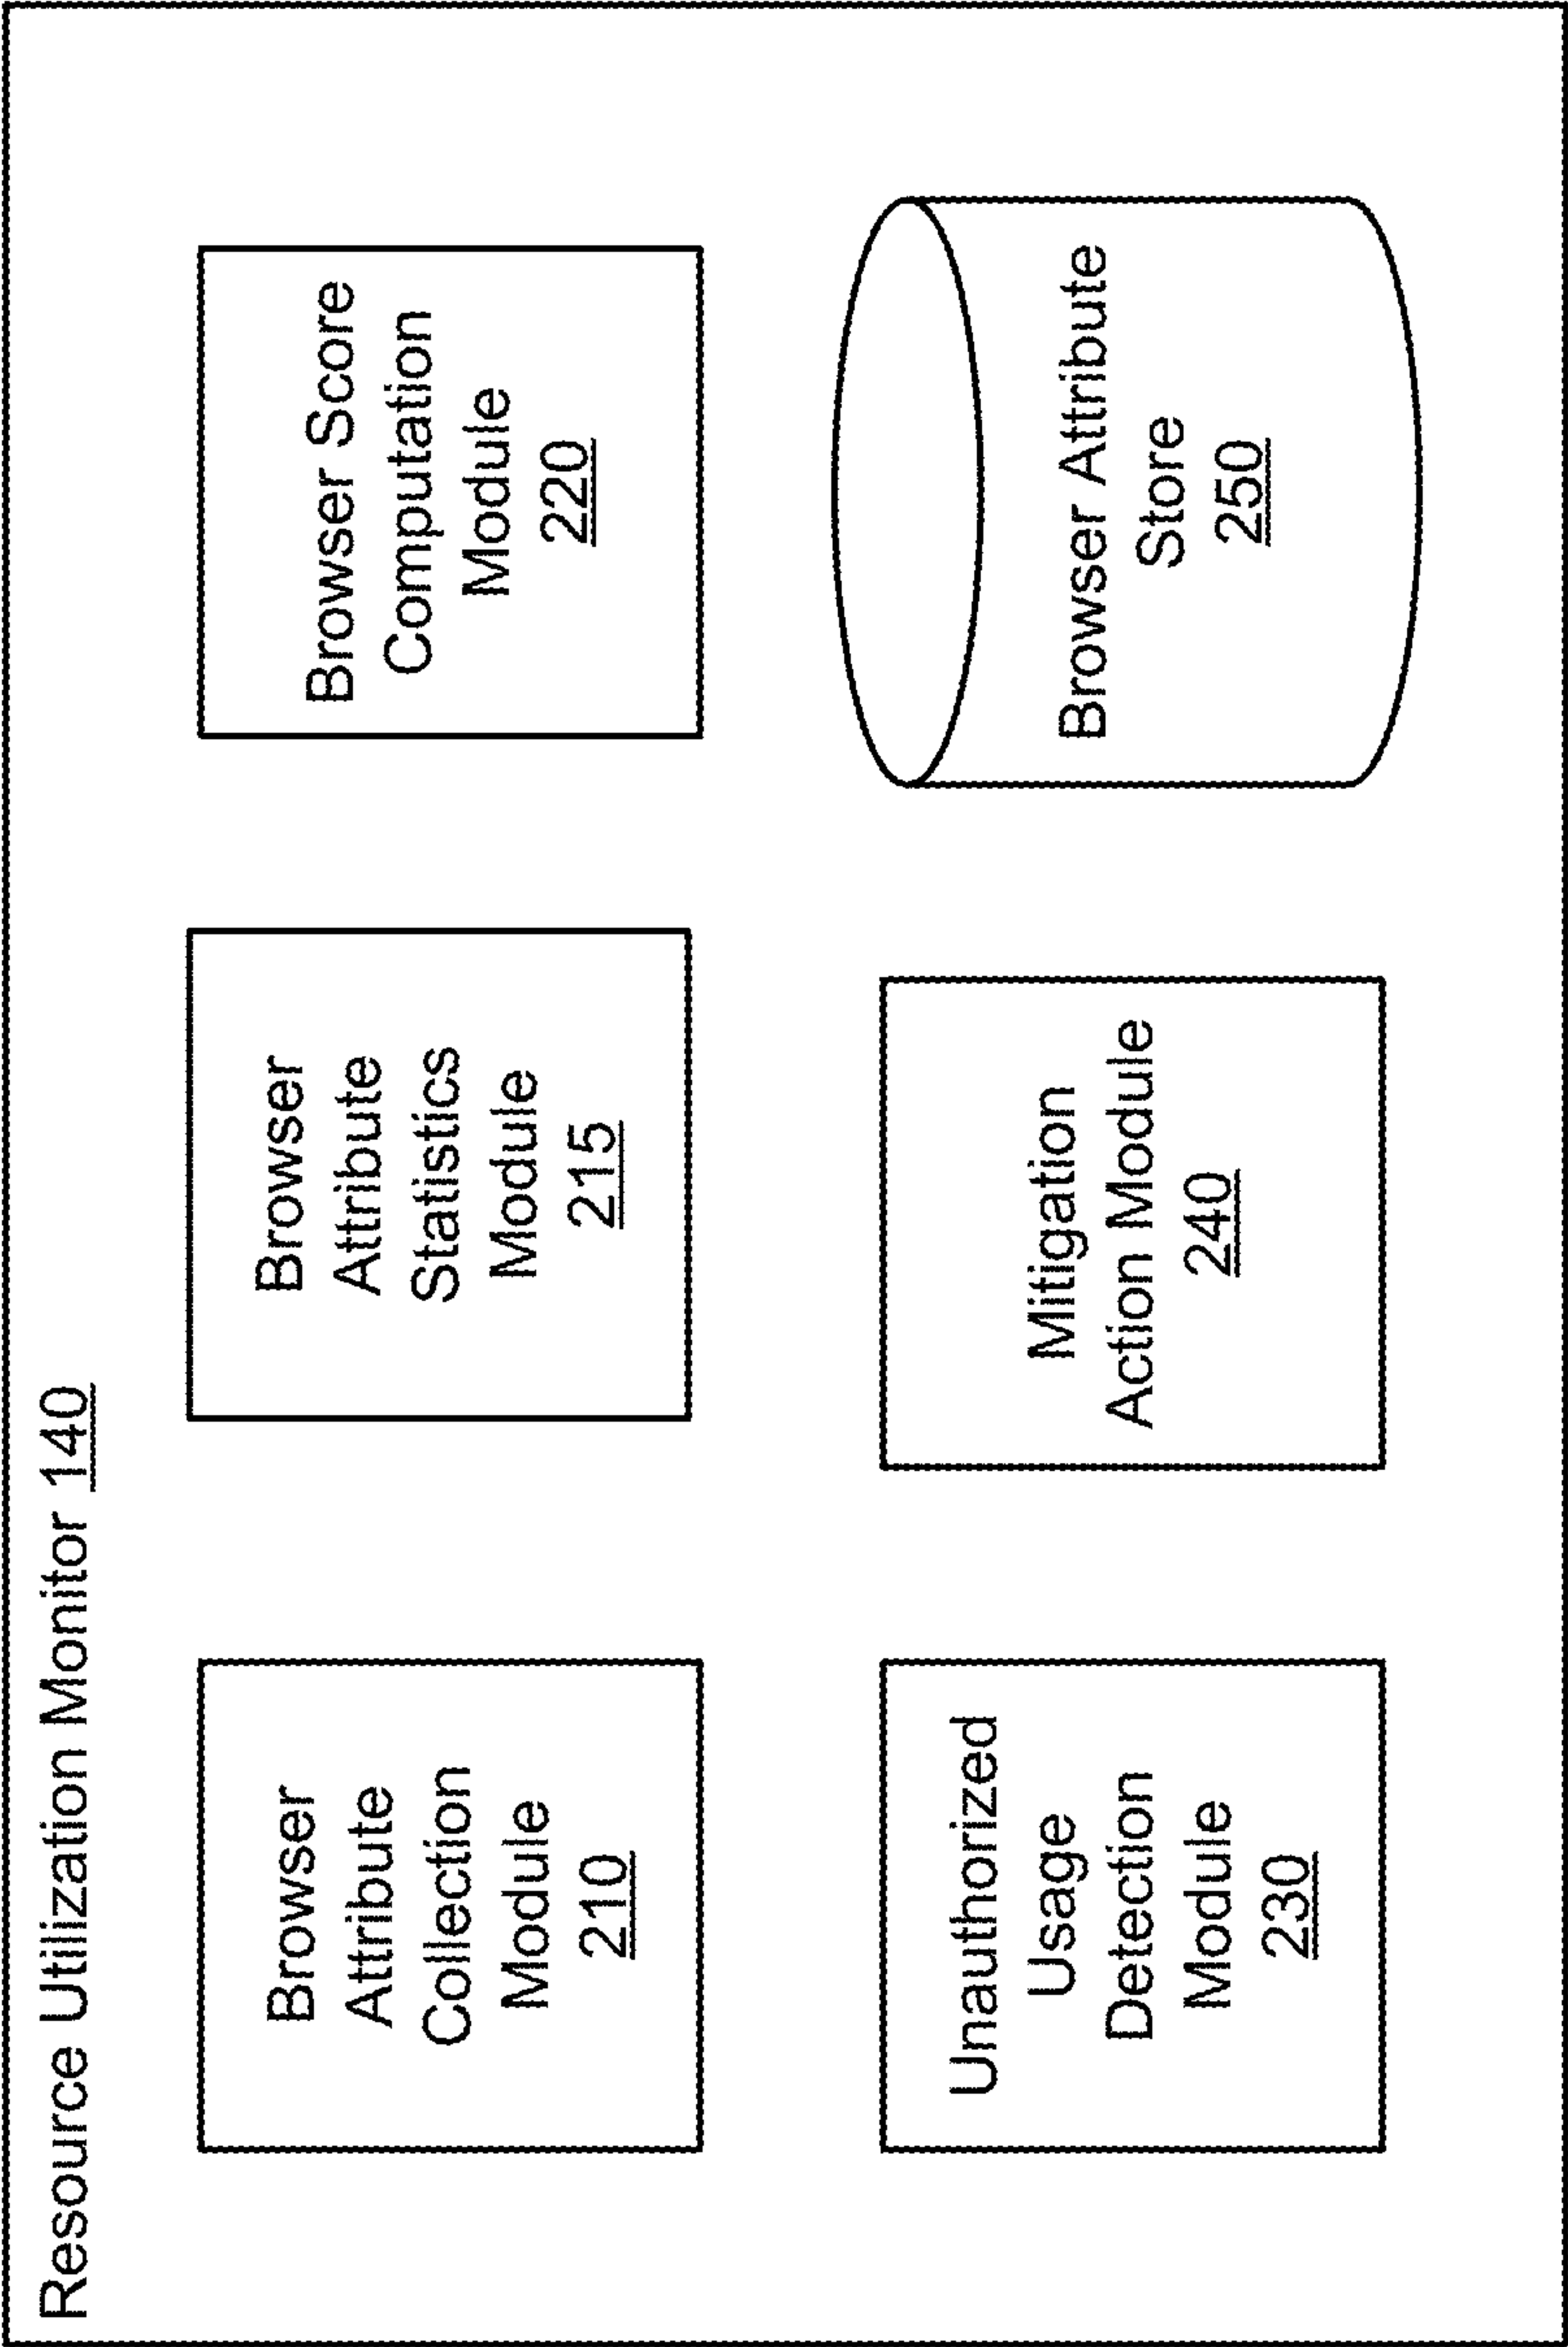 Resource Utilization Monitor 140
Browser
Attribute
Collection
Module
210
Browser
Attribute
Statistics
Module
215
Browser Score
Computation
Module
220
Unauthorized
Usage
Detection
Module
230
Mitigation
Action Module
240
Browser Attribute
Store
250